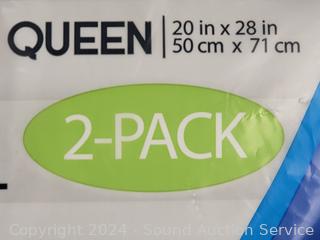 QUEEN
20 in x 28 in
50 cm x 71 cm
2-PACK
Copyright 2024 - Sound Auction Service